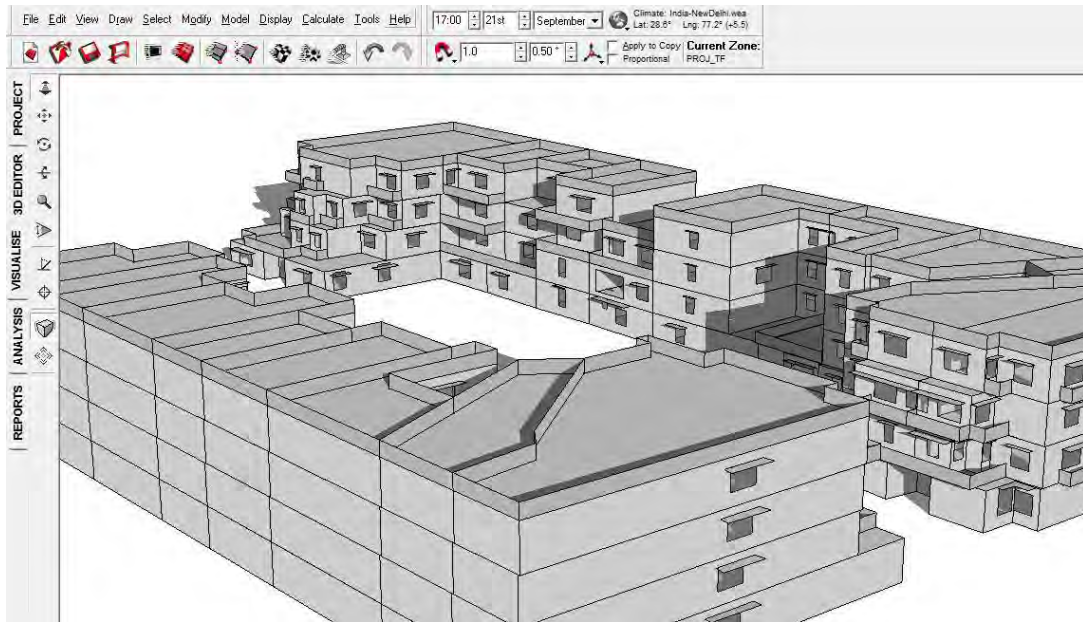 File Edit View Draw Select Modify Model Display Calculate Tools Help
17:00 21st September
Climate: India-NewDelhi.wea
Lat: 28.6° Lng: 77.2° (+5.5)
1.0 0.50 °
Apply to Copy
Proportional
Current Zone:
PROJ_TF
PROJECT
3D EDITOR
VISUALISE
ANALYSIS
REPORTS